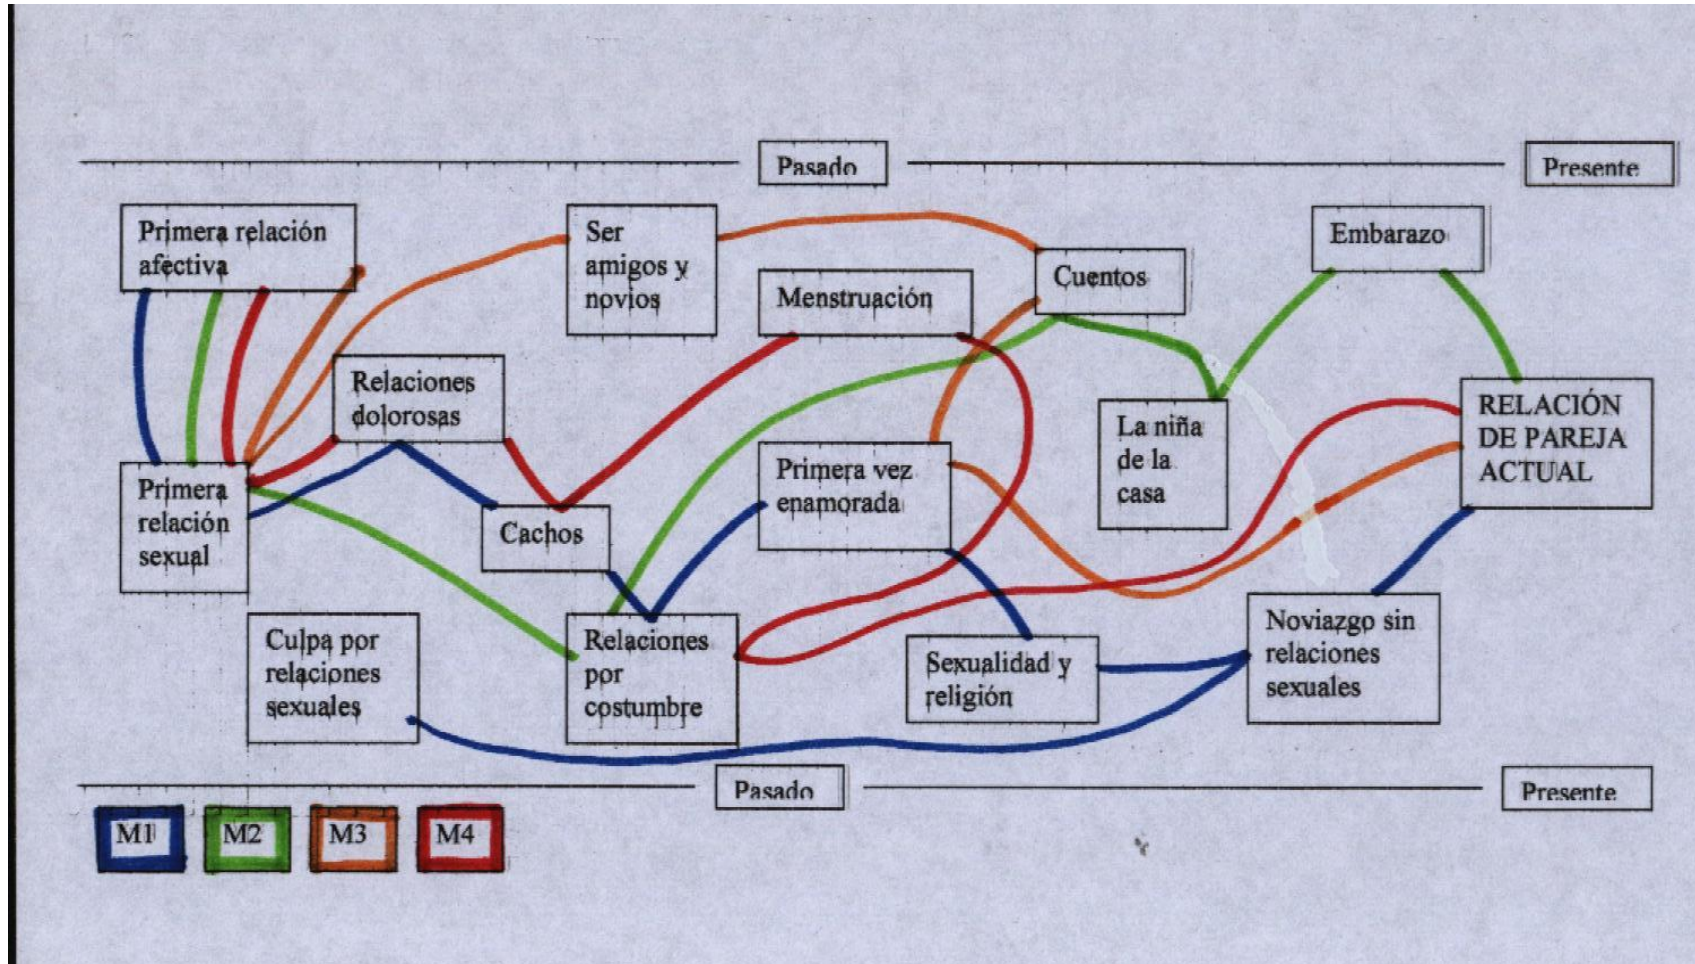 Pasado
Presente
Primera relación
afectiva
Ser
amigos y
novios
Embarazo
Cuentos
Menstruación
Relaciones
dolorosas
RELACIÓN
DE PAREJA
ACTUAL
La niña
de la
casa
Primera vez
enamorada
Primera
relación
sexual
Cachos
Culpa por
relaciones
sexuales
Relaciones
por
costumbre
Sexualidad y
religión
Noviazgo sin
relaciones
sexuales
Pasado
Presente
M1
M2
M3
M4